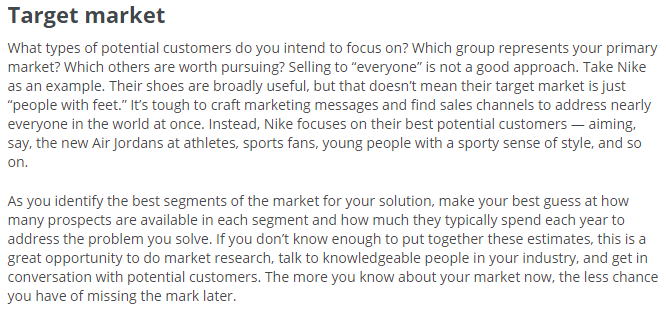 Target market
What types of potential customers do you intend to focus on? Which group represents your primary
market? Which others are worth pursuing? Selling to “everyone” is not a good approach. Take Nike
as an example. Their shoes are broadly useful, but that doesn’t mean their target market is just
“people with feet.” It’s tough to craft marketing messages and find sales channels to address nearly
everyone in the world at once. Instead, Nike focuses on their best potential customers — aiming,
say, the new Air Jordans at athletes, sports fans, young people with a sporty sense of style, and so
on.
As you identify the best segments of the market for your solution, make your best guess at how
many prospects are available in each segment and how much they typically spend each year to
address the problem you solve. If you don’t know enough to put together these estimates, this is a
great opportunity to do market research, talk to knowledgeable people in your industry, and get in
conversation with potential customers. The more you know about your market now, the less chance
you have of missing the mark later.